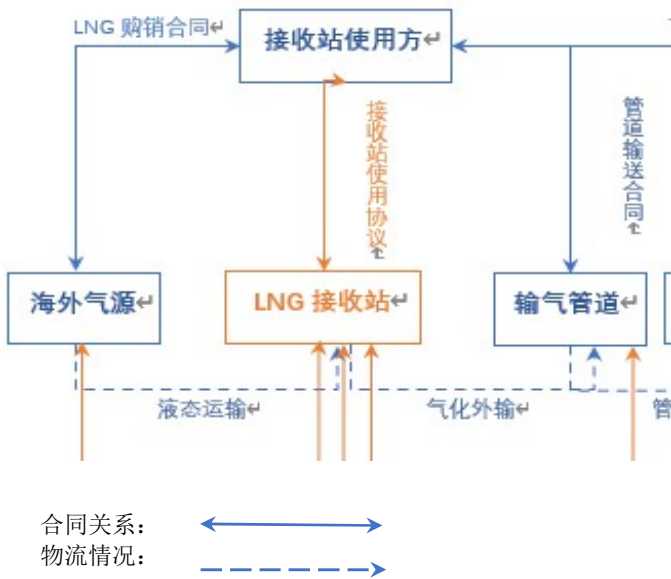 LNG 购销合同
接收站使用方
接收站使用协议
管道输送合同
海外气源
LNG 接收站
输气管道
液态运输
气化外输
管
合同关系：
物流情况：